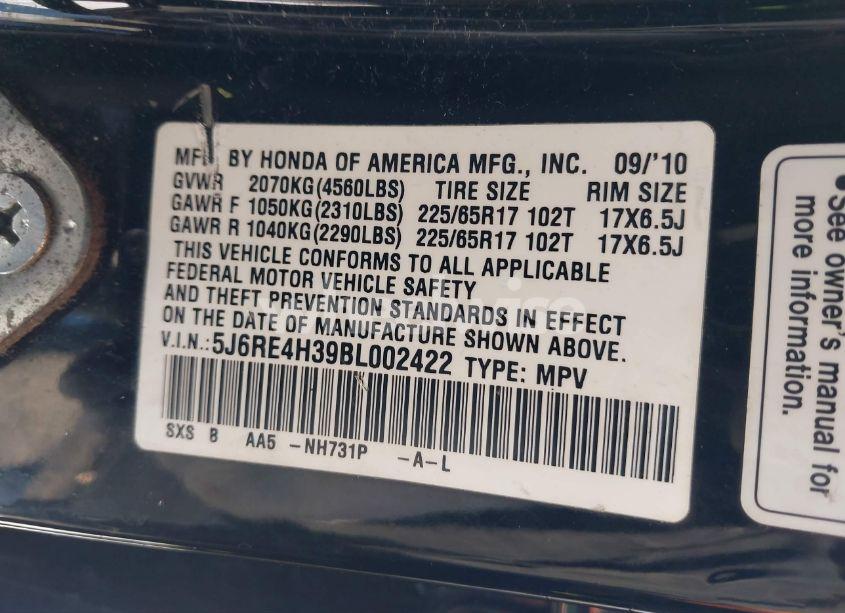 MFD BY HONDA OF AMERICA MFG., INC. 09/'10
GVWR 2070KG(4560LBS) TIRE SIZE RIM SIZE
GAWR F 1050KG(2310LBS) 225/65R17 102T 17X6.5J
GAWR R 1040KG(2290LBS) 225/65R17 102T 17X6.5J
THIS VEHICLE CONFORMS TO ALL APPLICABLE
FEDERAL MOTOR VEHICLE SAFETY
AND THEFT PREVENTION STANDARDS IN EFFECT
ON THE DATE OF MANUFACTURE SHOWN ABOVE.
V.I.N.:5J6RE4H39BL002422 TYPE: MPV
SXS B AA5 -NH731P -A-L
• See owner's manual for
more information.